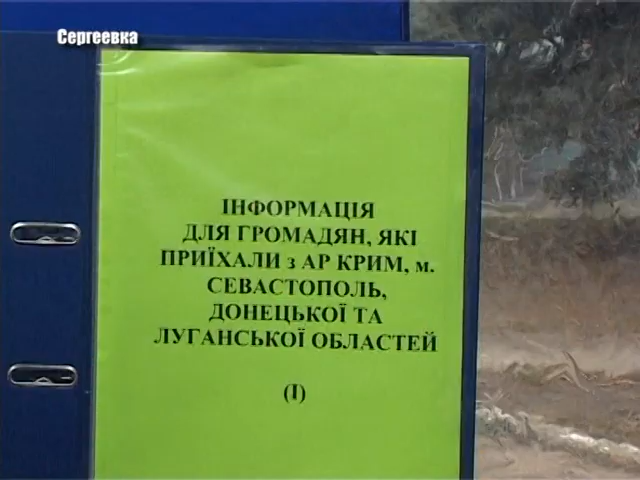 Сергеевка
ІНФОРМАЦІЯ
ДЛЯ ГРОМАДЯН, ЯКІ
ПРИЇХАЛИ з АР КРИМ, м.
СЕВАСТОПОЛЬ,
ДОНЕЦЬКОЇ ТА
ЛУГАНСЬКОЇ ОБЛАСТЕЙ
(І)